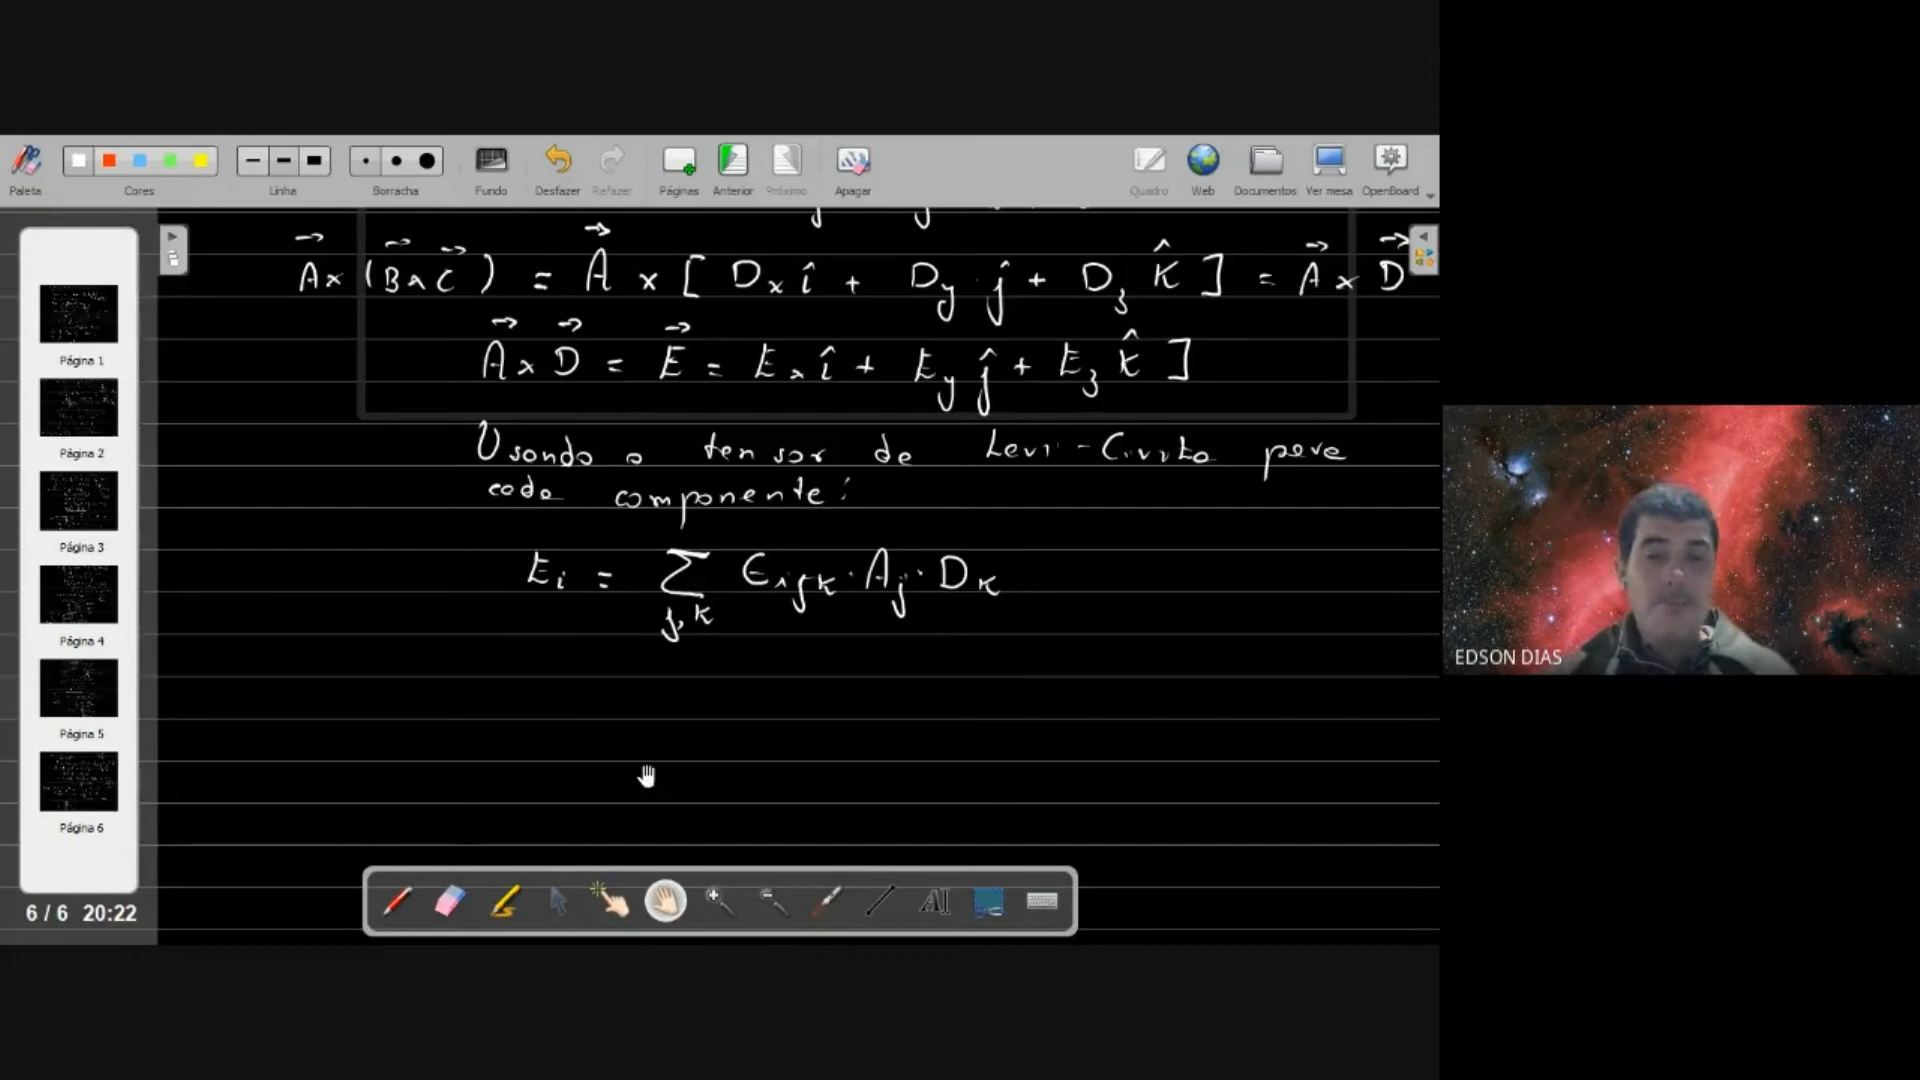 Paleta
Cores
Linha
Borracha
Fundo
Desfazer
Refazer
Páginas
Anterior
Próximo
Apagar
Quadro
Web
Documentos
Ver mesa
OpenBoard
A⃗ × (B⃗ × C⃗) = A⃗ × [ Dx î + Dy ĵ + Dz k̂ ] = A⃗ × D⃗
A⃗ × D⃗ = E⃗ = Ex î + Ey ĵ + Ez k̂ ]
Usando o tensor de Levi-Civita para
cada componente:
Ei = Σ j,k ϵijk · Aj · Dk
Página 1
Página 2
Página 3
Página 4
Página 5
Página 6
6 / 6 20:22
EDSON DIAS